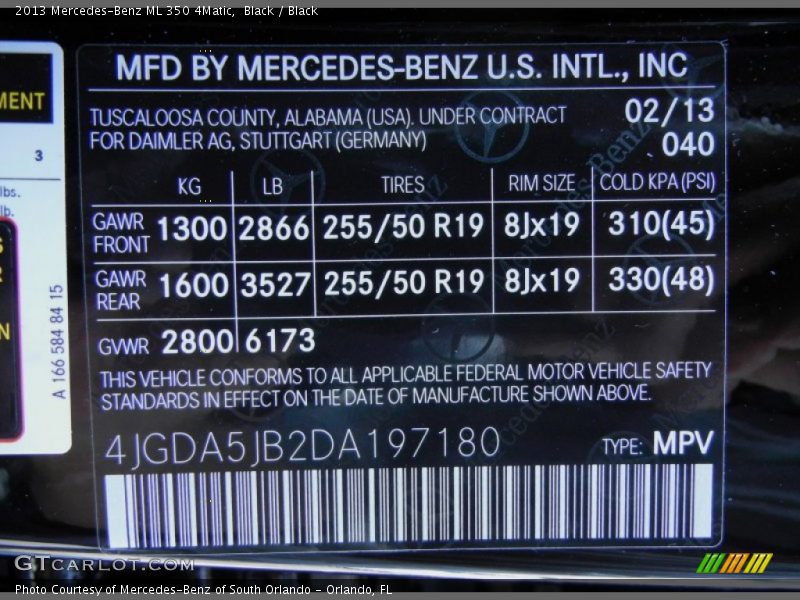 2013 Mercedes-Benz ML 350 4Matic, Black / Black
MENT
3
lbs.
lb.
A 166 584 84 15
MFD BY MERCEDES-BENZ U.S. INTL., INC
TUSCALOOSA COUNTY, ALABAMA (USA). UNDER CONTRACT
FOR DAIMLER AG, STUTTGART (GERMANY)
02/13
040
KG LB TIRES RIM SIZE COLD KPA (PSI)
GAWR FRONT 1300 2866 255/50 R19 8Jx19 310(45)
GAWR REAR 1600 3527 255/50 R19 8Jx19 330(48)
GVWR 2800 6173
THIS VEHICLE CONFORMS TO ALL APPLICABLE FEDERAL MOTOR VEHICLE SAFETY
STANDARDS IN EFFECT ON THE DATE OF MANUFACTURE SHOWN ABOVE.
4JGDA5JB2DA197180 TYPE: MPV
GTCARLOT.COM
Photo Courtesy of Mercedes-Benz of South Orlando - Orlando, FL